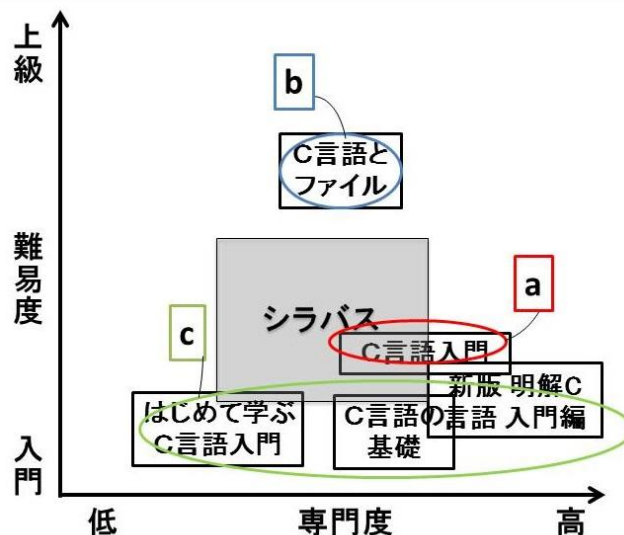 上級
b
C言語と
ファイル
難易度
a
シラバス
c
C言語入門
新版 明解C
言語 入門編
はじめて学ぶ
C言語入門
C言語の
基礎
入門
低
専門度
高